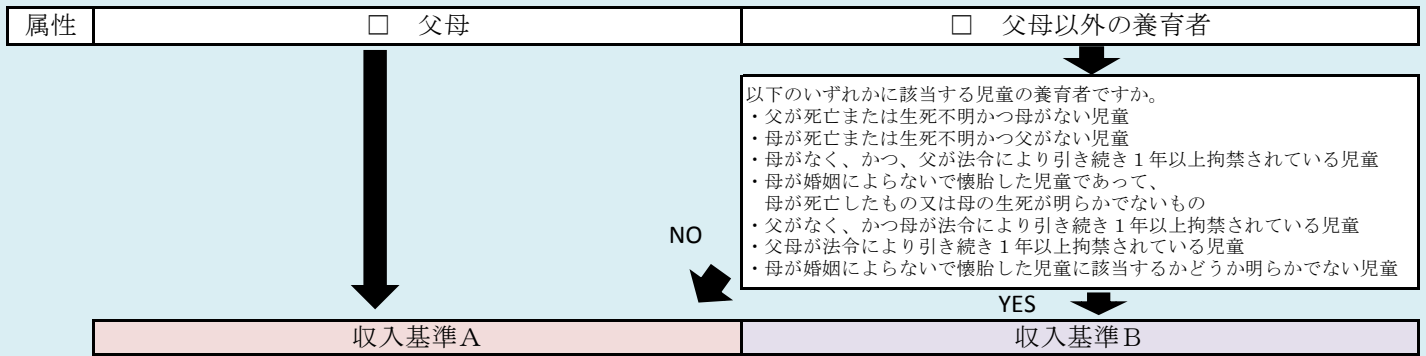 属性
□ 父母
□ 父母以外の養育者
以下のいずれかに該当する児童の養育者ですか。
・父が死亡または生死不明かつ母がない児童
・母が死亡または生死不明かつ父がない児童
・母がなく、かつ、父が法令により引き続き１年以上拘禁されている児童
・母が婚姻によらないで懐胎した児童であって、
母が死亡したもの又は母の生死が明らかでないもの
・父がなく、かつ母が法令により引き続き１年以上拘禁されている児童
・父母が法令により引き続き１年以上拘禁されている児童
・母が婚姻によらないで懐胎した児童に該当するかどうか明らかでない児童
NO
YES
収入基準Ａ
収入基準Ｂ